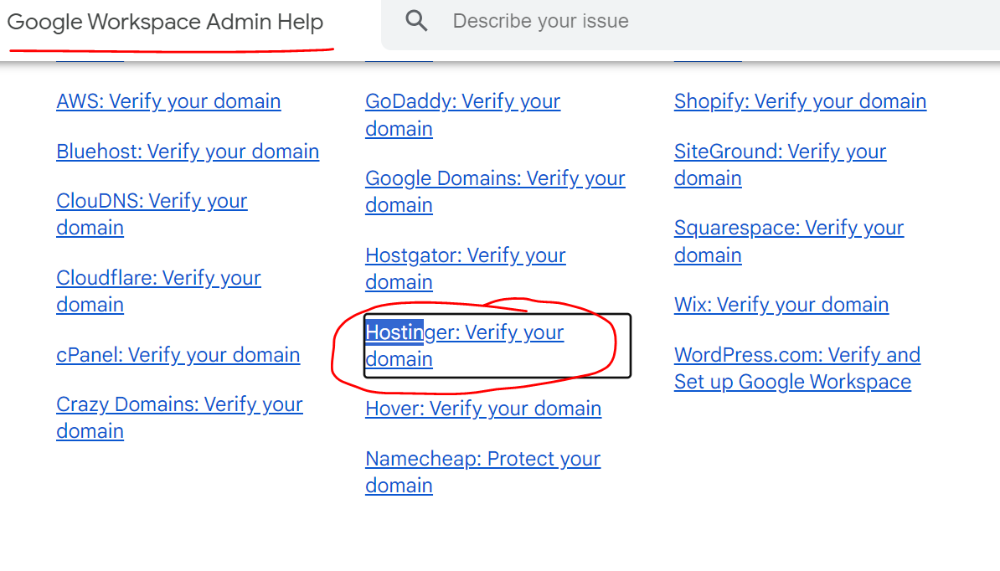 Google Workspace Admin Help
Describe your issue
AWS: Verify your domain
Bluehost: Verify your domain
ClouDNS: Verify your
domain
Cloudflare: Verify your
domain
cPanel: Verify your domain
Crazy Domains: Verify your
domain
GoDaddy: Verify your
domain
Google Domains: Verify your
domain
Hostgator: Verify your
domain
Hostinger: Verify your
domain
Hover: Verify your domain
Namecheap: Protect your
domain
Shopify: Verify your domain
SiteGround: Verify your
domain
Squarespace: Verify your
domain
Wix: Verify your domain
WordPress.com: Verify and
Set up Google Workspace